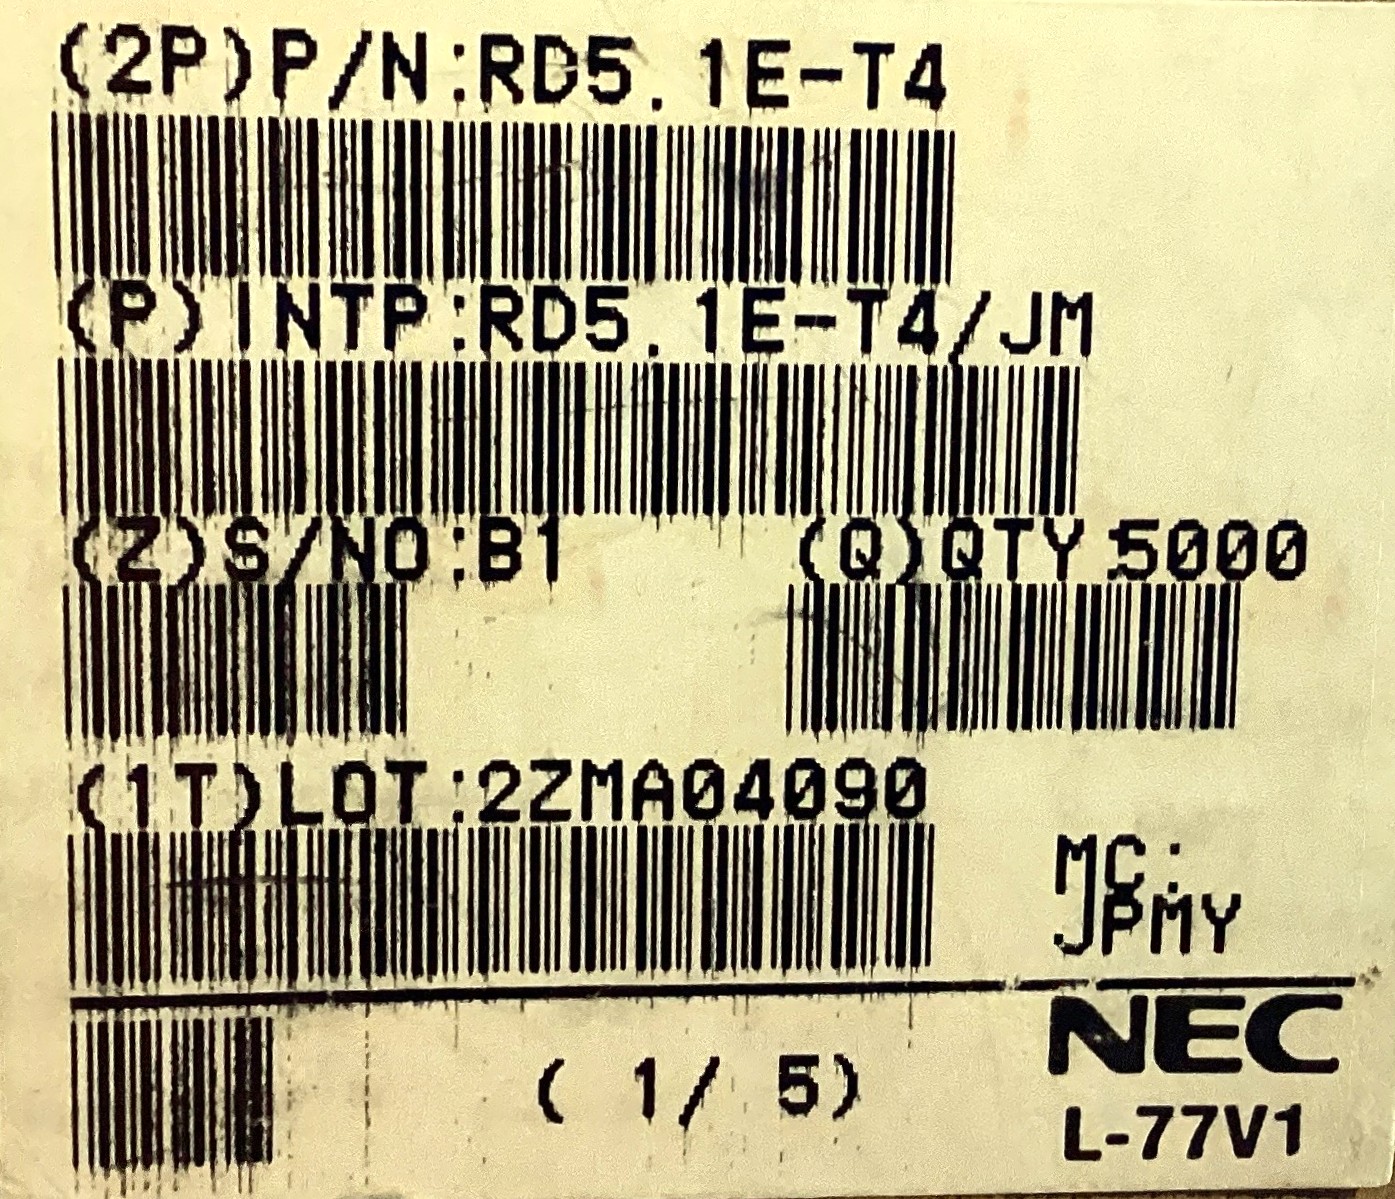 (2P)P/N:RD5.1E-T4
(P)INTP:RD5.1E-T4/JM
(Z)S/NO:B1 (Q)QTY:5000
(1T)LOT:2ZMA04090
MC:
JPMY
( 1/ 5)
NEC
L-77V1